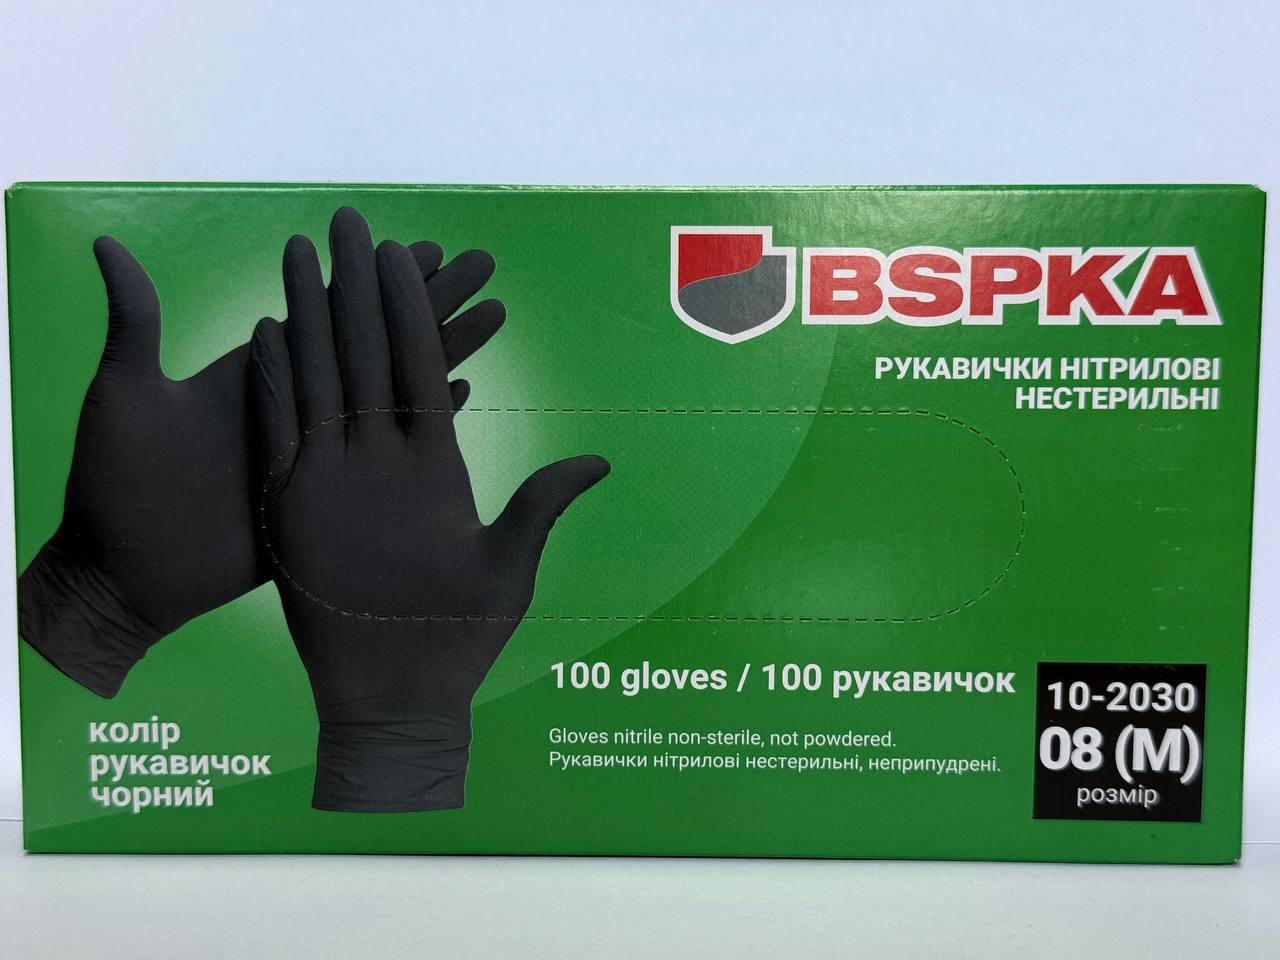 BSPKA
РУКАВИЧКИ НІТРИЛОВІ
НЕСТЕРИЛЬНІ
100 gloves / 100 рукавичок
Gloves nitrile non-sterile, not powdered.
Рукавички нітрилові нестерильні, неприпудрені.
10-2030
08 (M)
розмір
колір
рукавичок
чорний